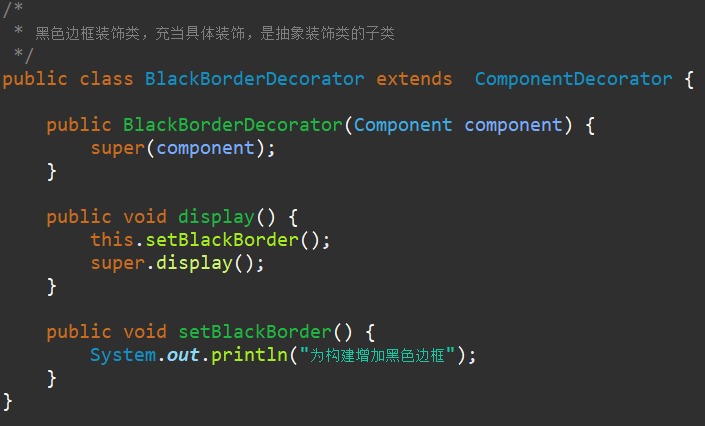 /*
 * 黑色边框装饰类，充当具体装饰，是抽象装饰类的子类
 */
public class BlackBorderDecorator extends  ComponentDecorator {
    public BlackBorderDecorator(Component component) {
        super(component);
    }
    public void display() {
        this.setBlackBorder();
        super.display();
    }
    public void setBlackBorder() {
        System.out.println("为构建增加黑色边框");
    }
}